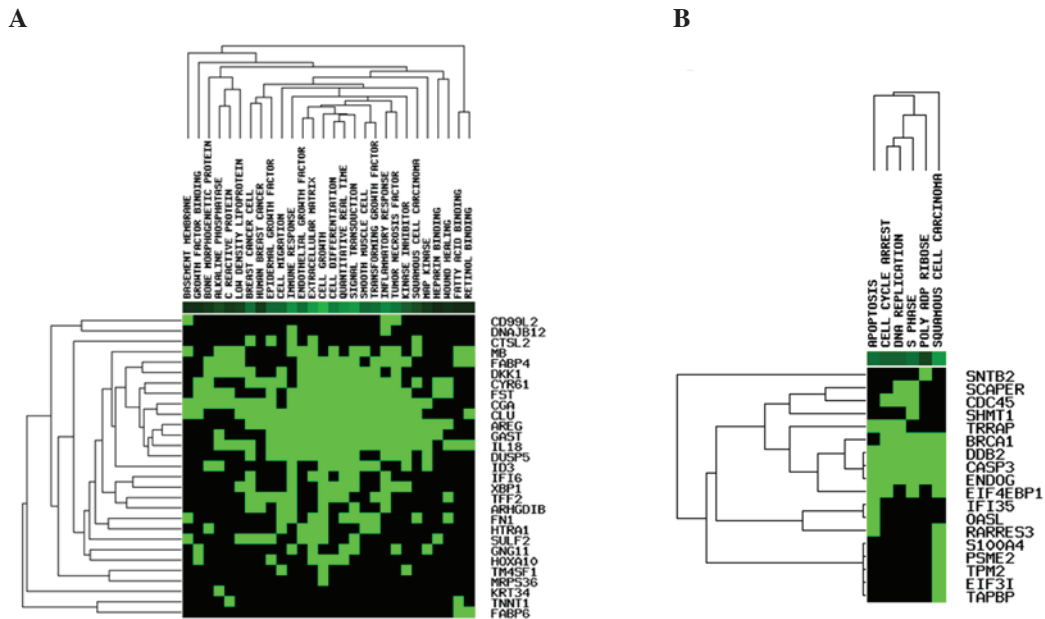 A
B
BASEMENT MEMBRANE
GROWTH FACTOR BINDING
BONE MORPHOGENETIC PROTEIN
ALKALINE PHOSPHATASE
C REACTIVE PROTEIN
LOW DENSITY LIPOPROTEIN
BREAST CANCER CELL
HUMAN BREAST CANCER
EPIDERMAL GROWTH FACTOR
CELL MIGRATION
IMMUNE RESPONSE
ENDOTHELIAL GROWTH FACTOR
EXTRACELLULAR MATRIX
CELL GROWTH
CELL DIFFERENTIATION
QUANTITATIVE REAL TIME
SIGNAL TRANSDUCTION
SMOOTH MUSCLE CELL
TRANSFORMING GROWTH FACTOR
INFLAMMATORY RESPONSE
TUMOR NECROSIS FACTOR
KINASE INHIBITOR
SQUAMOUS CELL CARCINOMA
MAP KINASE
HEPARIN BINDING
WOUND HEALING
FATTY ACID BINDING
RETINOL BINDING
CD99L2
DNAJB12
CTSL2
MB
FABP4
DKK1
CYR61
FST
CGA
CLU
AREG
GAST
IL18
DUSP5
ID3
IFI6
XBP1
TFF2
ARHGDIB
FN1
HTRA1
SULF2
GNG11
HOXA10
TM4SF1
MRPS36
KRT34
TNNT1
FABP6
APOPTOSIS
CELL CYCLE ARREST
DNA REPLICATION
S PHASE
POLY ADP RIBOSE
SQUAMOUS CELL CARCINOMA
SNTB2
SCAPER
CDC45
SHMT1
TRRAP
BRCA1
DDB2
CASP3
ENDOG
EIF4EBP1
IFI35
OASL
RARRES3
S100A4
PSME2
TPM2
EIF3I
TAPBP